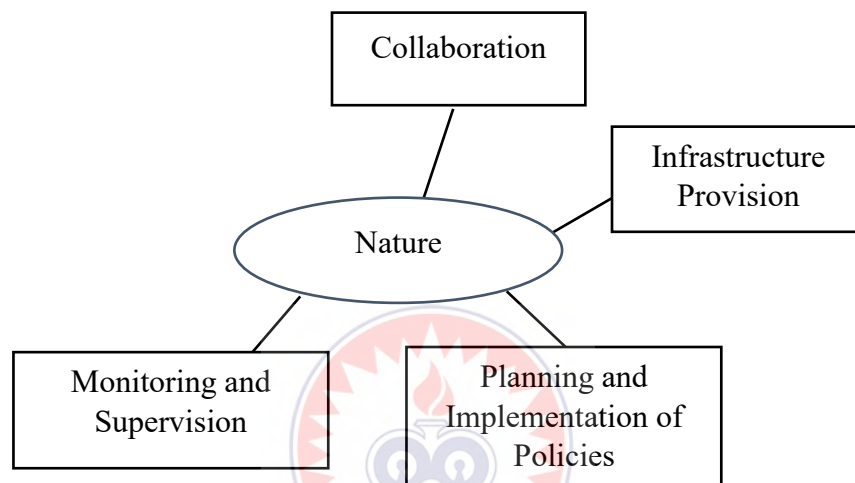 Collaboration
Infrastructure
Provision
Nature
Monitoring and
Supervision
Planning and
Implementation of
Policies